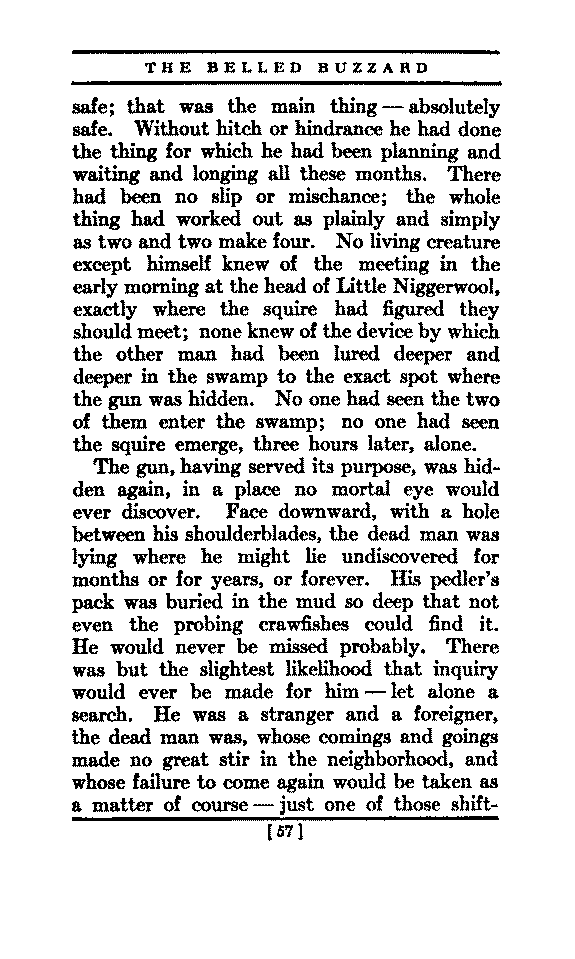 THE BELLED BUZZARD
safe; that was the main thing — absolutely
safe. Without hitch or hindrance he had done
the thing for which he had been planning and
waiting and longing all these months. There
had been no slip or mischance; the whole
thing had worked out as plainly and simply
as two and two make four. No living creature
except himself knew of the meeting in the
early morning at the head of Little Niggerwool,
exactly where the squire had figured they
should meet; none knew of the device by which
the other man had been lured deeper and
deeper in the swamp to the exact spot where
the gun was hidden. No one had seen the two
of them enter the swamp; no one had seen
the squire emerge, three hours later, alone.
The gun, having served its purpose, was hid-
den again, in a place no mortal eye would
ever discover. Face downward, with a hole
between his shoulderblades, the dead man was
lying where he might lie undiscovered for
months or for years, or forever. His pedler's
pack was buried in the mud so deep that not
even the probing crawfishes could find it.
He would never be missed probably. There
was but the slightest likelihood that inquiry
would ever be made for him — let alone a
search. He was a stranger and a foreigner,
the dead man was, whose comings and goings
made no great stir in the neighborhood, and
whose failure to come again would be taken as
a matter of course — just one of those shift-
[57]